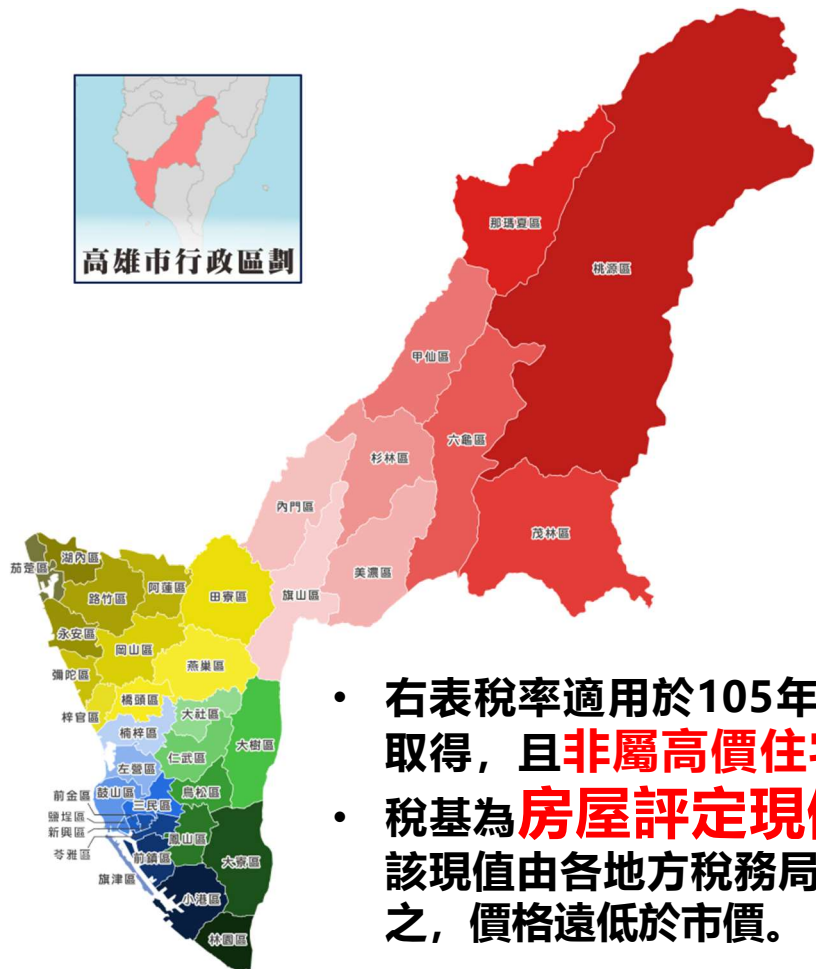 高雄市行政區劃
那瑪夏區
桃源區
甲仙區
六龜區
杉林區
內門區
茂林區
美濃區
旗山區
茄萣區
湖內區
路竹區
阿蓮區
田寮區
永安區
岡山區
燕巢區
彌陀區
橋頭區
梓官區
大社區
楠梓區
大樹區
仁武區
左營區
鳥松區
前金區
鼓山區
三民區
鹽埕區
新興區
鳳山區
苓雅區
前鎮區
大寮區
旗津區
小港區
林園區
• 右表稅率適用於105年
取得，且非屬高價住宅
• 稅基為房屋評定現值
該現值由各地方稅務局
之，價格遠低於市價。